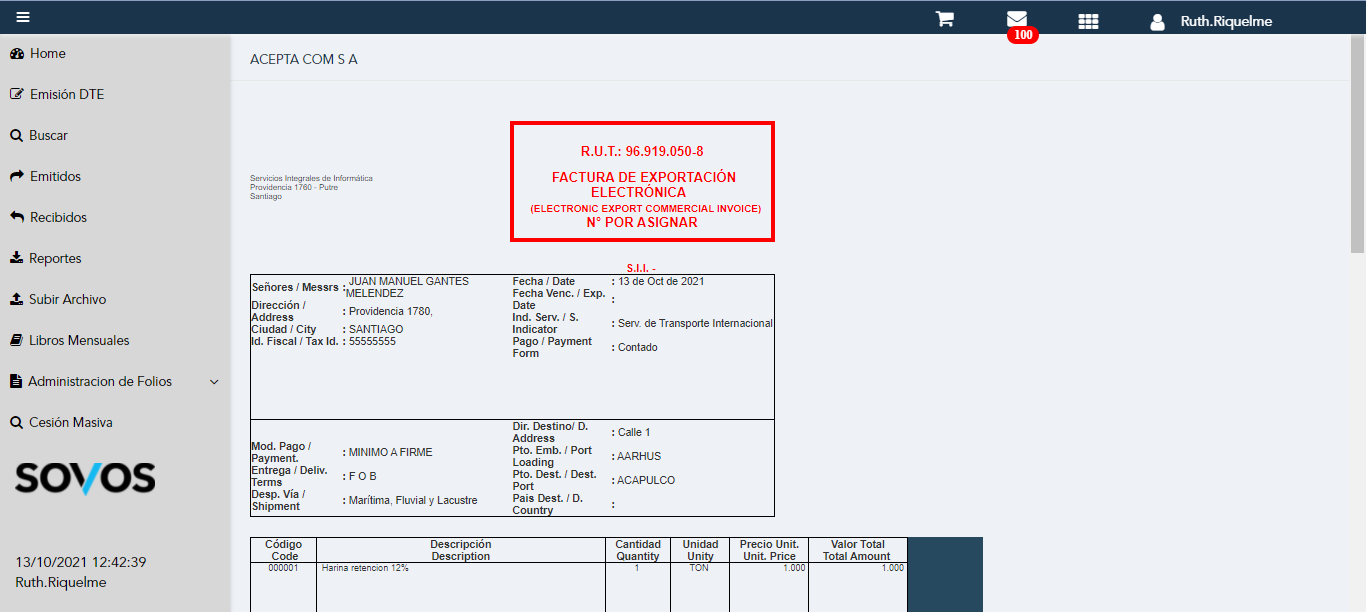 Ruth.Riquelme
100
Home
Emisión DTE
Buscar
Emitidos
Recibidos
Reportes
Subir Archivo
Libros Mensuales
Administracion de Folios
Cesión Masiva
SOVOS
13/10/2021 12:42:39
Ruth.Riquelme
ACEPTA COM S A
Servicios Integrales de Informática
Providencia 1760 - Putre
Santiago
R.U.T.: 96.919.050-8
FACTURA DE EXPORTACIÓN
ELECTRÓNICA
(ELECTRONIC EXPORT COMMERCIAL INVOICE)
N° POR ASIGNAR
S.I.I. -
Señores / Messrs : JUAN MANUEL GANTES
MELENDEZ
Dirección /
Address : Providencia 1780,
Ciudad / City : SANTIAGO
Id. Fiscal / Tax Id. : 55555555
Fecha / Date : 13 de Oct de 2021
Fecha Venc. / Exp.
Date :
Ind. Serv. / S.
Indicator : Serv. de Transporte Internacional
Pago / Payment
Form : Contado
Mod. Pago /
Payment. : MINIMO A FIRME
Entrega / Deliv.
Terms : F O B
Desp. Vía /
Shipment : Marítima, Fluvial y Lacustre
Dir. Destino/ D.
Address : Calle 1
Pto. Emb. / Port
Loading : AARHUS
Pto. Dest. / Dest.
Port : ACAPULCO
Pais Dest. / D.
Country :
Código Descripción Cantidad Unidad Precio Unit. Valor Total
Code Description Quantity Unity Unit. Price Total Amount
000001 Harina retencion 12% 1 TON 1.000 1.000